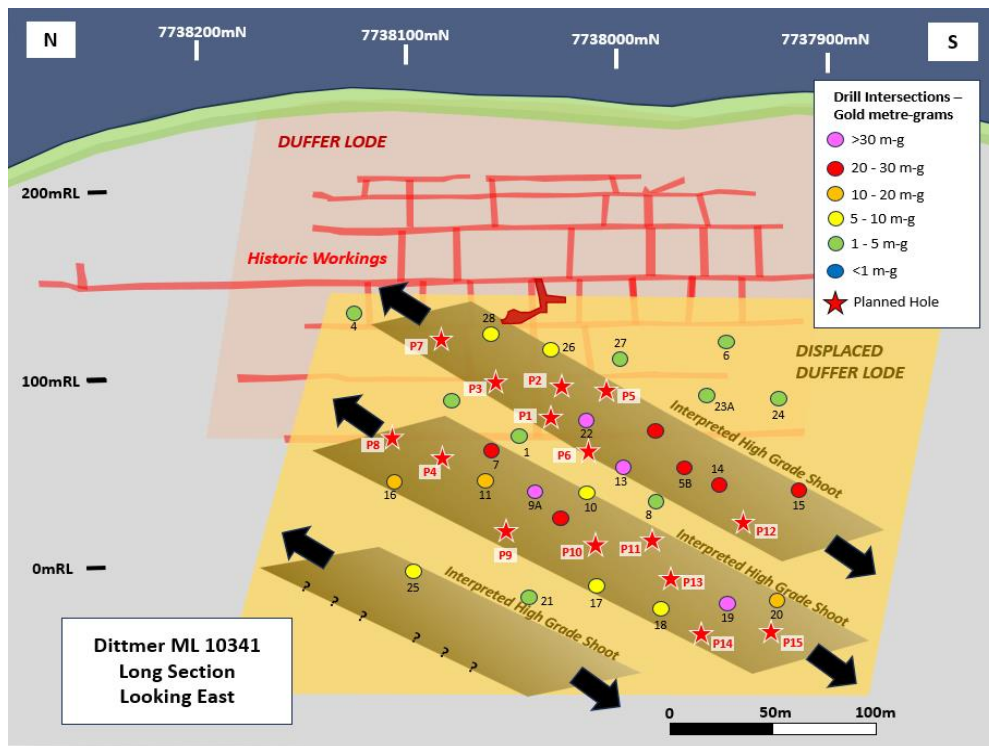 N
7738200mN
7738100mN
7738000mN
7737900mN
S
Drill Intersections –
Gold metre-grams
>30 m-g
20 - 30 m-g
10 - 20 m-g
5 - 10 m-g
1 - 5 m-g
<1 m-g
Planned Hole
DUFFER LODE
200mRL
Historic Workings
4
28
26
27
6
P7
DISPLACED
DUFFER LODE
100mRL
P3
P2
P5
23A
24
P1
22
Interpreted High Grade Shoot
P8
1
P6
P4
7
13
5B
14
16
11
9A
10
8
15
P9
P10
P11
P12
Interpreted High Grade Shoot
0mRL
P13
25
Interpreted High Grade Shoot
?
?
?
?
?
?
21
17
18
19
20
P14
P15
Dittmer ML 10341
Long Section
Looking East
0
50m
100m